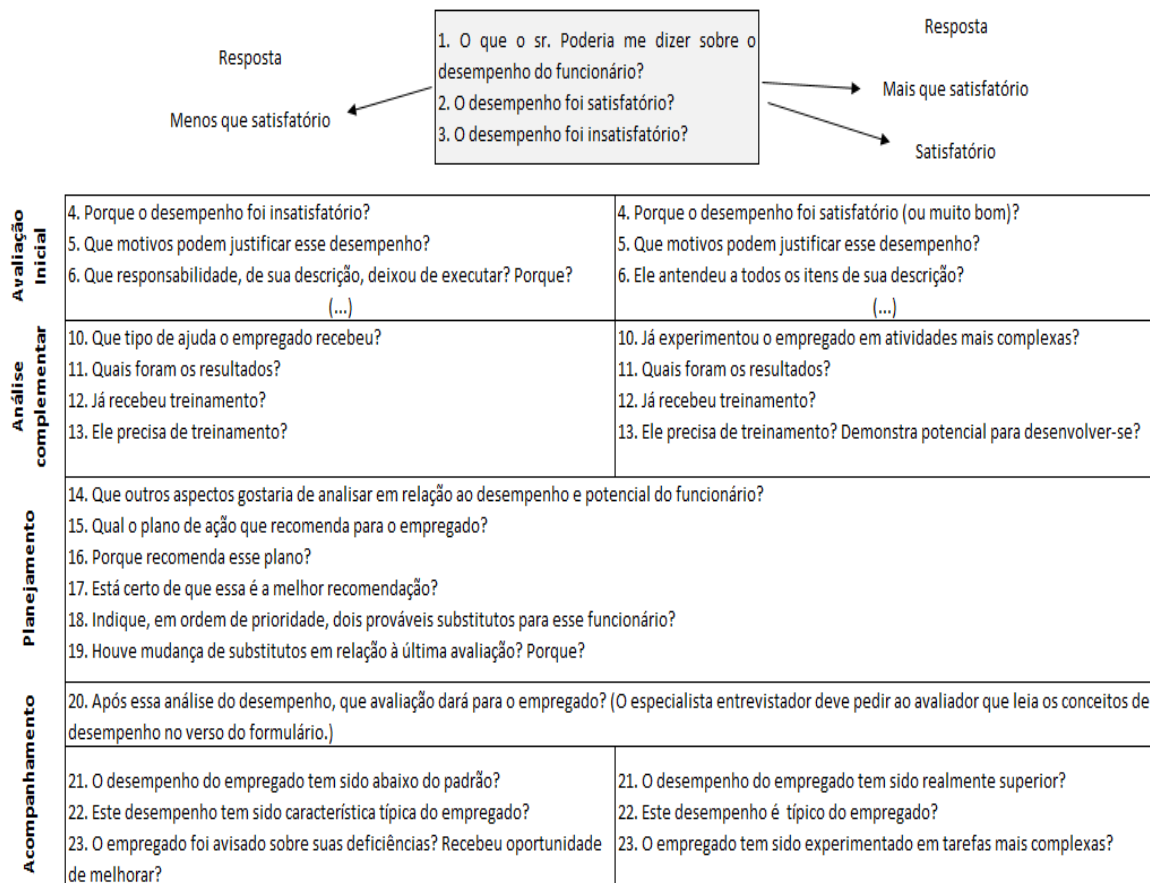 Resposta
Menos que satisfatório
1. O que o sr. Poderia me dizer sobre o
desempenho do funcionário?
2. O desempenho foi satisfatório?
3. O desempenho foi insatisfatório?
Resposta
Mais que satisfatório
Satisfatório
Avaliação
Inicial
4. Porque o desempenho foi insatisfatório?
5. Que motivos podem justificar esse desempenho?
6. Que responsabilidade, de sua descrição, deixou de executar? Porque?
(...)
4. Porque o desempenho foi satisfatório (ou muito bom)?
5. Que motivos podem justificar esse desempenho?
6. Ele antendeu a todos os itens de sua descrição?
(...)
Análise
complementar
10. Que tipo de ajuda o empregado recebeu?
11. Quais foram os resultados?
12. Já recebeu treinamento?
13. Ele precisa de treinamento?
10. Já experimentou o empregado em atividades mais complexas?
11. Quais foram os resultados?
12. Já recebeu treinamento?
13. Ele precisa de treinamento? Demonstra potencial para desenvolver-se?
Planejamento
14. Que outros aspectos gostaria de analisar em relação ao desempenho e potencial do funcionário?
15. Qual o plano de ação que recomenda para o empregado?
16. Porque recomenda esse plano?
17. Está certo de que essa é a melhor recomendação?
18. Indique, em ordem de prioridade, dois prováveis substitutos para esse funcionário?
19. Houve mudança de substitutos em relação à última avaliação? Porque?
Acompanhamento
20. Após essa análise do desempenho, que avaliação dará para o empregado? (O especialista entrevistador deve pedir ao avaliador que leia os conceitos de
desempenho no verso do formulário.)
21. O desempenho do empregado tem sido abaixo do padrão?
22. Este desempenho tem sido característica típica do empregado?
23. O empregado foi avisado sobre suas deficiências? Recebeu oportunidade
de melhorar?
21. O desempenho do empregado tem sido realmente superior?
22. Este desempenho é típico do empregado?
23. O empregado tem sido experimentado em tarefas mais complexas?